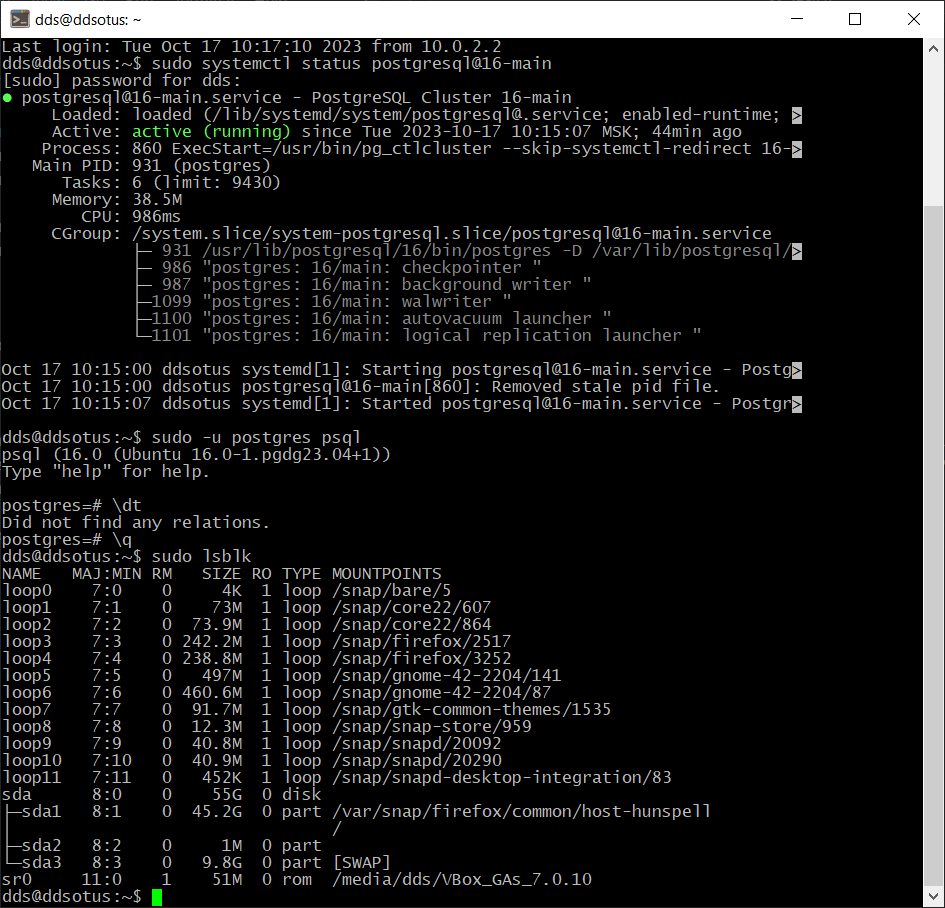 dds@ddsotus: ~
Last login: Tue Oct 17 10:17:10 2023 from 10.0.2.2
dds@ddsotus:~$ sudo systemctl status postgresql@16-main
[sudo] password for dds:
● postgresql@16-main.service - PostgreSQL Cluster 16-main
     Loaded: loaded (/lib/systemd/system/postgresql@.service; enabled-runtime; >
     Active: active (running) since Tue 2023-10-17 10:15:07 MSK; 44min ago
    Process: 860 ExecStart=/usr/bin/pg_ctlcluster --skip-systemctl-redirect 16->
   Main PID: 931 (postgres)
      Tasks: 6 (limit: 9430)
     Memory: 38.5M
        CPU: 986ms
     CGroup: /system.slice/system-postgresql.slice/postgresql@16-main.service
             ├─ 931 /usr/lib/postgresql/16/bin/postgres -D /var/lib/postgresql/>
             ├─ 986 "postgres: 16/main: checkpointer "
             ├─ 987 "postgres: 16/main: background writer "
             ├─1099 "postgres: 16/main: walwriter "
             ├─1100 "postgres: 16/main: autovacuum launcher "
             └─1101 "postgres: 16/main: logical replication launcher "
Oct 17 10:15:00 ddsotus systemd[1]: Starting postgresql@16-main.service - Postg>
Oct 17 10:15:00 ddsotus postgresql@16-main[860]: Removed stale pid file.
Oct 17 10:15:07 ddsotus systemd[1]: Started postgresql@16-main.service - Postgr>
dds@ddsotus:~$ sudo -u postgres psql
psql (16.0 (Ubuntu 16.0-1.pgdg23.04+1))
Type "help" for help.
postgres=# \dt
Did not find any relations.
postgres=# \q
dds@ddsotus:~$ sudo lsblk
NAME   MAJ:MIN RM   SIZE RO TYPE MOUNTPOINTS
loop0    7:0    0     4K  1 loop /snap/bare/5
loop1    7:1    0    73M  1 loop /snap/core22/607
loop2    7:2    0  73.9M  1 loop /snap/core22/864
loop3    7:3    0 242.2M  1 loop /snap/firefox/2517
loop4    7:4    0 238.8M  1 loop /snap/firefox/3252
loop5    7:5    0   497M  1 loop /snap/gnome-42-2204/141
loop6    7:6    0 460.6M  1 loop /snap/gnome-42-2204/87
loop7    7:7    0  91.7M  1 loop /snap/gtk-common-themes/1535
loop8    7:8    0  12.3M  1 loop /snap/snap-store/959
loop9    7:9    0  40.8M  1 loop /snap/snapd/20092
loop10   7:10   0  40.9M  1 loop /snap/snapd/20290
loop11   7:11   0   452K  1 loop /snap/snapd-desktop-integration/83
sda      8:0    0    55G  0 disk
├─sda1   8:1    0  45.2G  0 part /var/snap/firefox/common/host-hunspell
│                                /
├─sda2   8:2    0     1M  0 part
└─sda3   8:3    0   9.8G  0 part [SWAP]
sr0     11:0    1    51M  0 rom  /media/dds/VBox_GAs_7.0.10
dds@ddsotus:~$